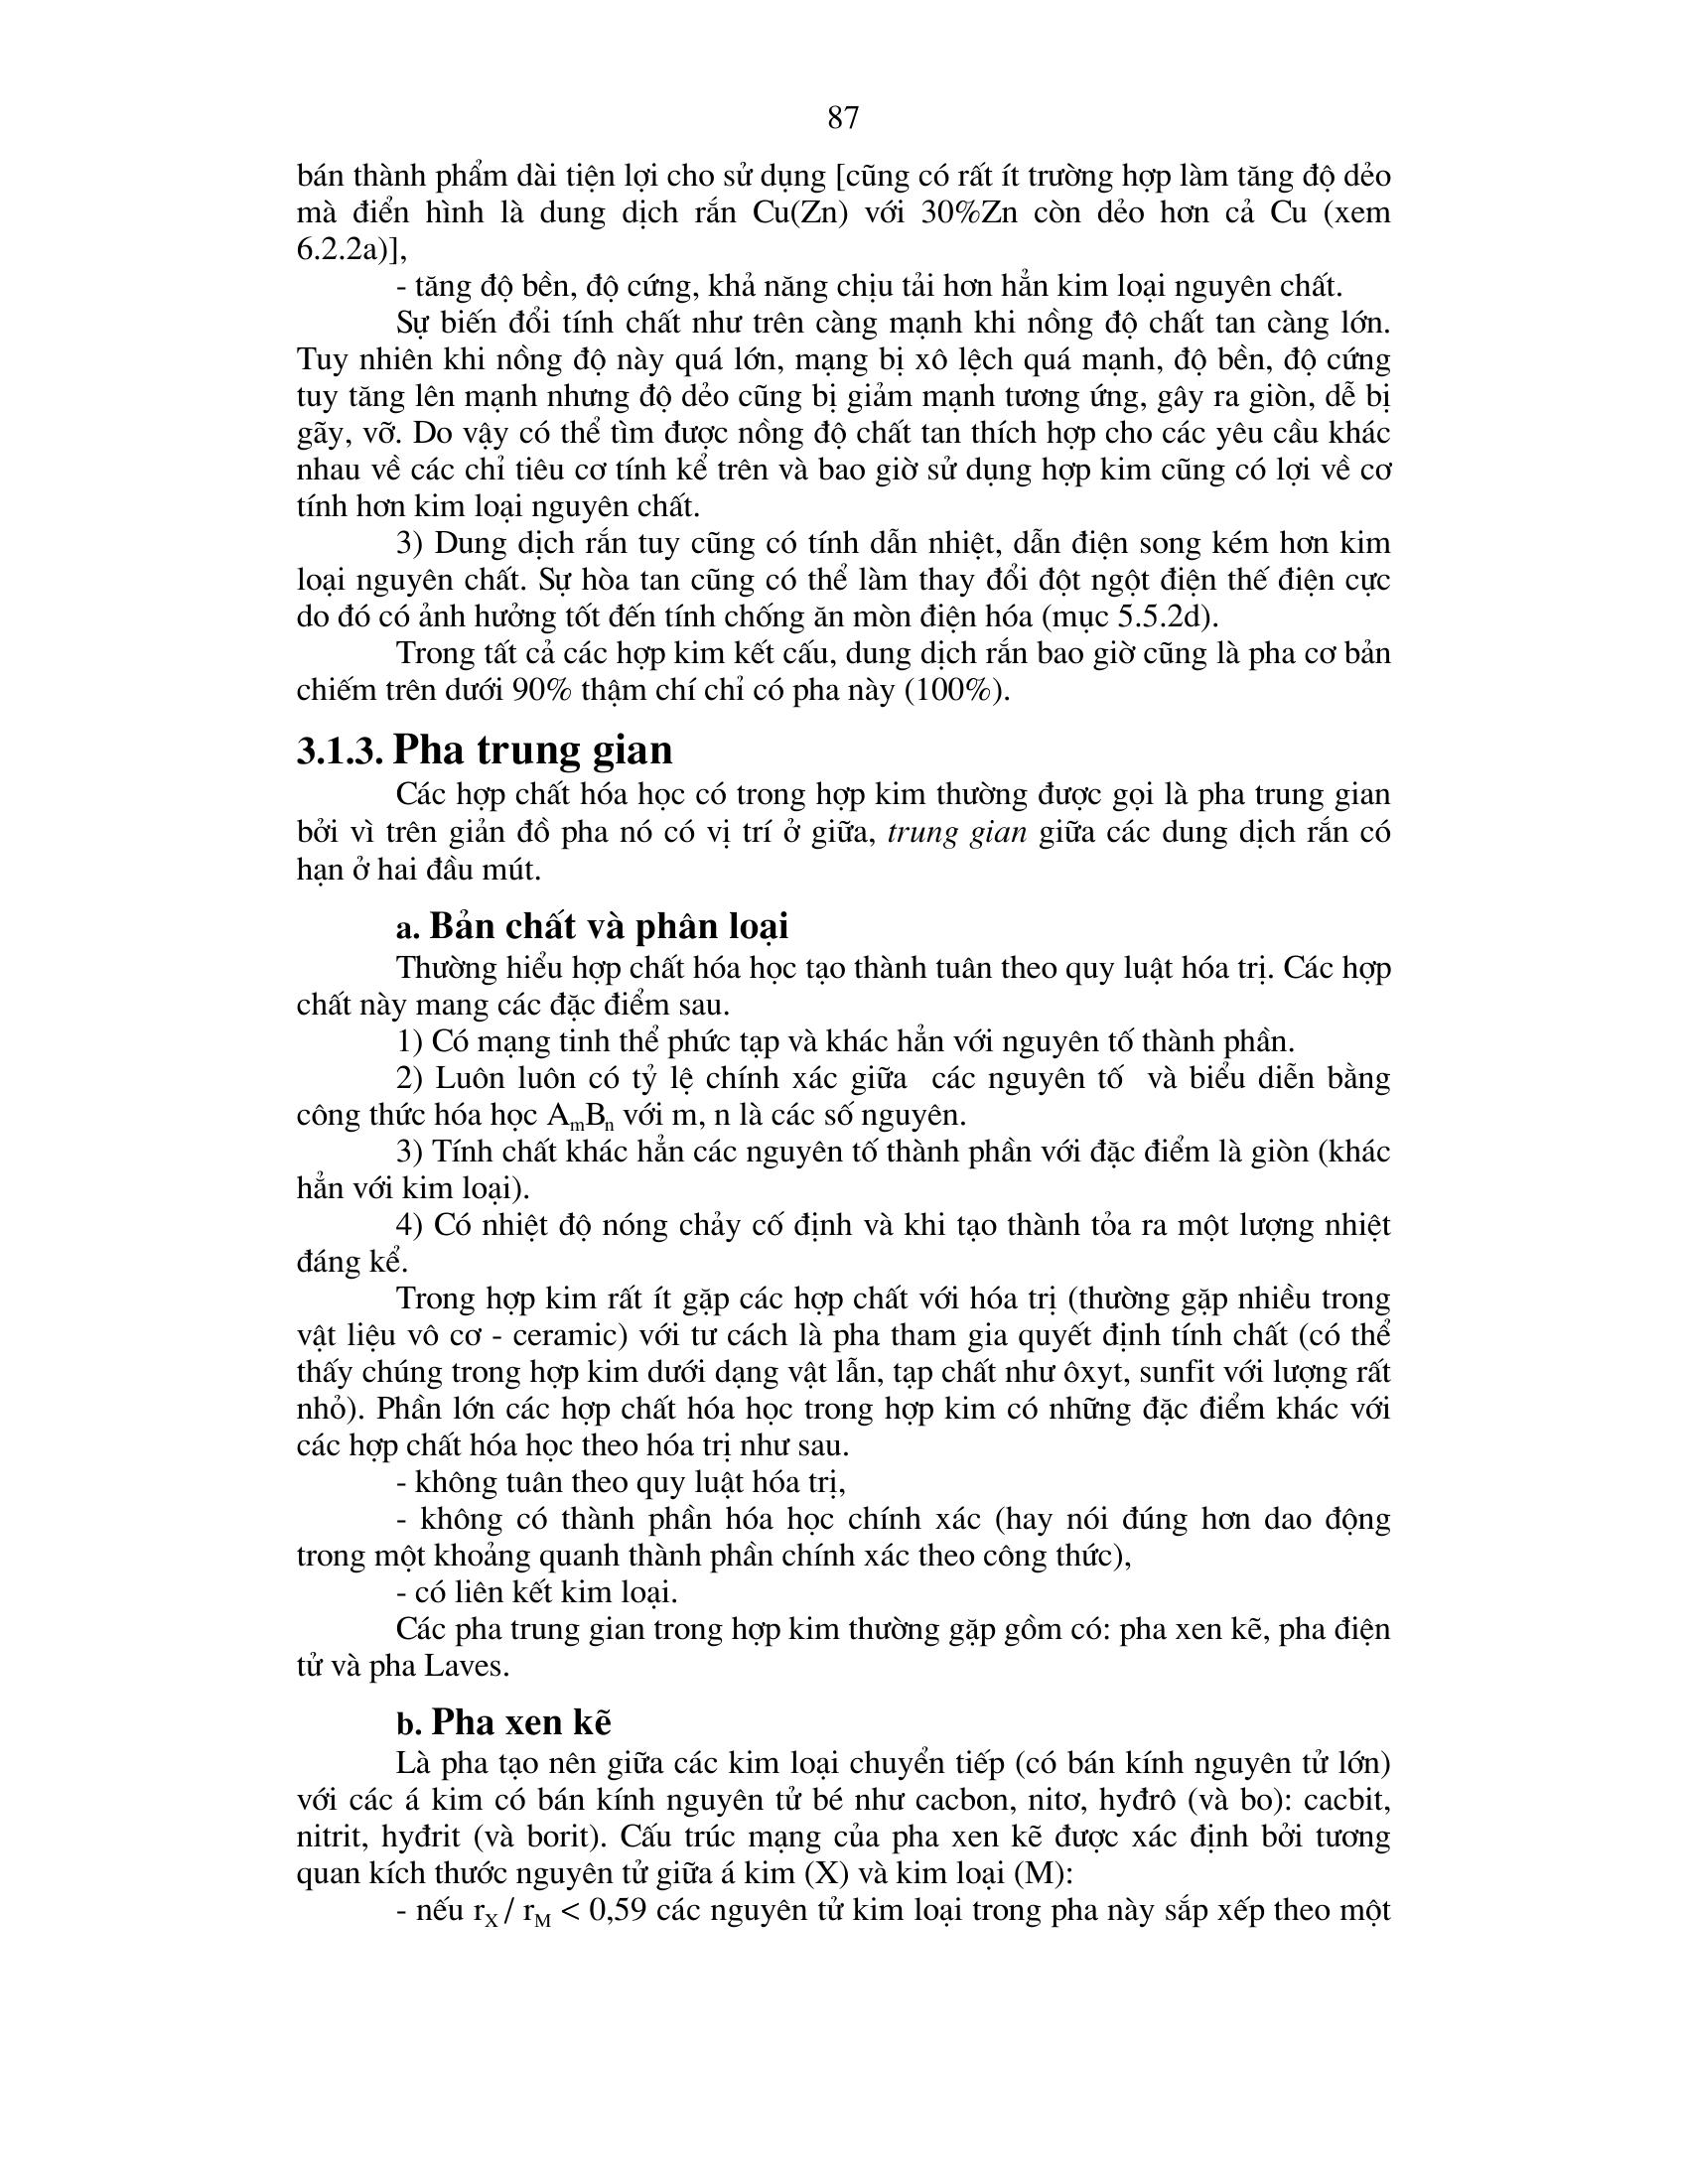 87
bán thành phẩm dài tiện lợi cho sử dụng [cũng có rất ít trường hợp làm tăng độ dẻo
mà điển hình là dung dịch rắn Cu(Zn) với 30%Zn còn dẻo hơn cả Cu (xem
6.2.2a)],
- tăng độ bền, độ cứng, khả năng chịu tải hơn hẳn kim loại nguyên chất.
Sự biến đổi tính chất như trên càng mạnh khi nồng độ chất tan càng lớn.
Tuy nhiên khi nồng độ này quá lớn, mạng bị xô lệch quá mạnh, độ bền, độ cứng
tuy tăng lên mạnh nhưng độ dẻo cũng bị giảm mạnh tương ứng, gây ra giòn, dễ bị
gãy, vỡ. Do vậy có thể tìm được nồng độ chất tan thích hợp cho các yêu cầu khác
nhau về các chỉ tiêu cơ tính kể trên và bao giờ sử dụng hợp kim cũng có lợi về cơ
tính hơn kim loại nguyên chất.
3) Dung dịch rắn tuy cũng có tính dẫn nhiệt, dẫn điện song kém hơn kim
loại nguyên chất. Sự hòa tan cũng có thể làm thay đổi đột ngột điện thế điện cực
do đó có ảnh hưởng tốt đến tính chống ăn mòn điện hóa (mục 5.5.2d).
Trong tất cả các hợp kim kết cấu, dung dịch rắn bao giờ cũng là pha cơ bản
chiếm trên dưới 90% thậm chí chỉ có pha này (100%).
3.1.3. Pha trung gian
Các hợp chất hóa học có trong hợp kim thường được gọi là pha trung gian
bởi vì trên giản đồ pha nó có vị trí ở giữa, trung gian giữa các dung dịch rắn có
hạn ở hai đầu mút.
a. Bản chất và phân loại
Thường hiểu hợp chất hóa học tạo thành tuân theo quy luật hóa trị. Các hợp
chất này mang các đặc điểm sau.
1) Có mạng tinh thể phức tạp và khác hẳn với nguyên tố thành phần.
2) Luôn luôn có tỷ lệ chính xác giữa các nguyên tố và biểu diễn bằng
công thức hóa học AₘBₙ với m, n là các số nguyên.
3) Tính chất khác hẳn các nguyên tố thành phần với đặc điểm là giòn (khác
hẳn với kim loại).
4) Có nhiệt độ nóng chảy cố định và khi tạo thành tỏa ra một lượng nhiệt
đáng kể.
Trong hợp kim rất ít gặp các hợp chất với hóa trị (thường gặp nhiều trong
vật liệu vô cơ - ceramic) với tư cách là pha tham gia quyết định tính chất (có thể
thấy chúng trong hợp kim dưới dạng vật lẫn, tạp chất như ôxyt, sunfit với lượng rất
nhỏ). Phần lớn các hợp chất hóa học trong hợp kim có những đặc điểm khác với
các hợp chất hóa học theo hóa trị như sau.
- không tuân theo quy luật hóa trị,
- không có thành phần hóa học chính xác (hay nói đúng hơn dao động
trong một khoảng quanh thành phần chính xác theo công thức),
- có liên kết kim loại.
Các pha trung gian trong hợp kim thường gặp gồm có: pha xen kẽ, pha điện
tử và pha Laves.
b. Pha xen kẽ
Là pha tạo nên giữa các kim loại chuyển tiếp (có bán kính nguyên tử lớn)
với các á kim có bán kính nguyên tử bé như cacbon, nitơ, hyđrô (và bo): cacbit,
nitrit, hyđrit (và borit). Cấu trúc mạng của pha xen kẽ được xác định bởi tương
quan kích thước nguyên tử giữa á kim (X) và kim loại (M):
- nếu rX / rM < 0,59 các nguyên tử kim loại trong pha này sắp xếp theo một